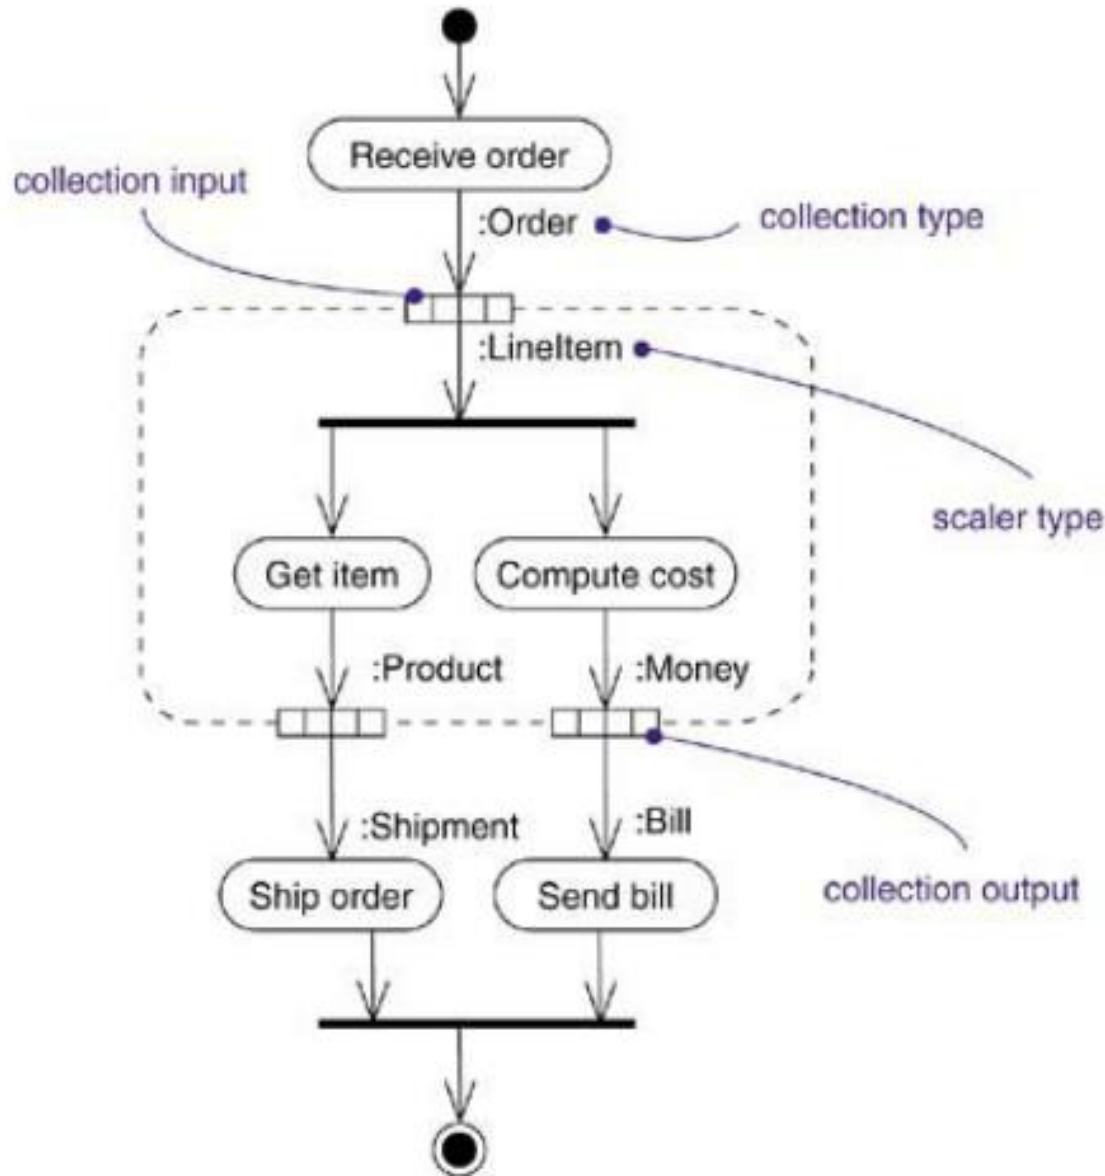 Receive order
collection input
:Order
collection type
:LineItem
scaler type
Get item
Compute cost
:Product
:Money
:Shipment
:Bill
Ship order
Send bill
collection output